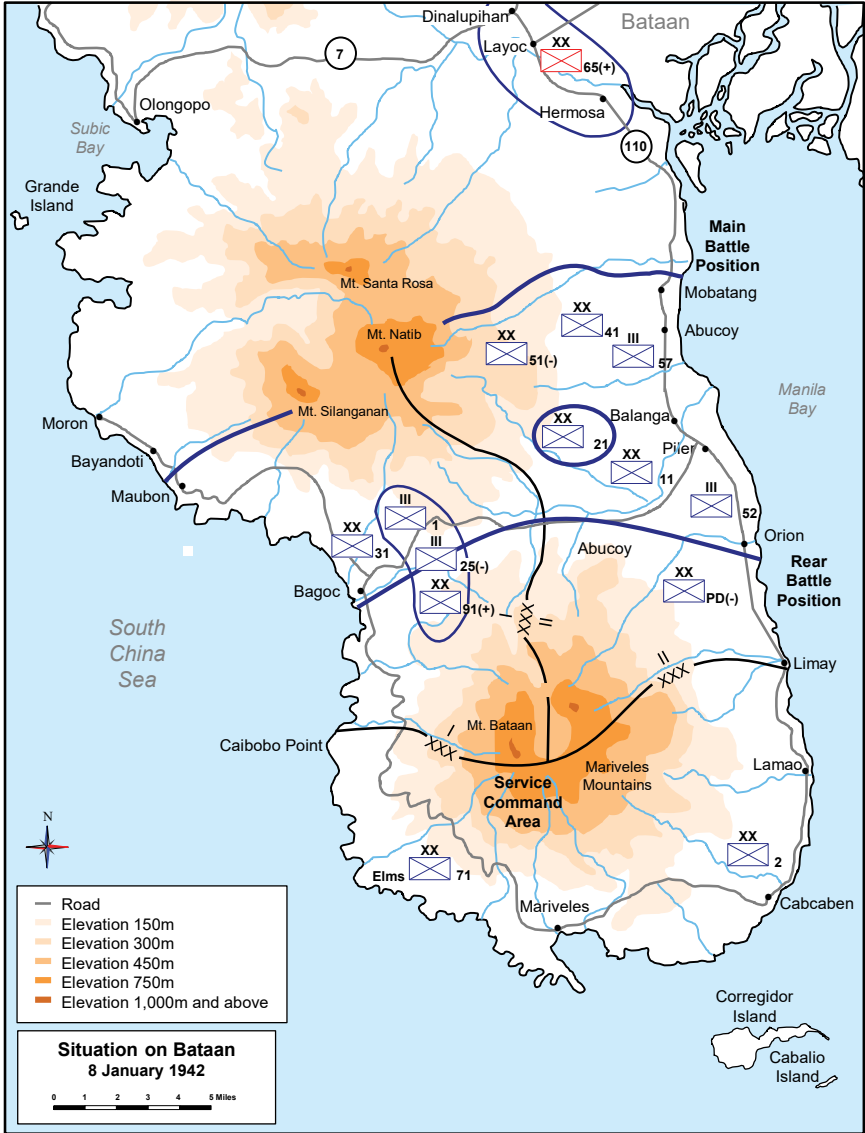 Dinalupihan
Bataan
Layoc
XX
65(+)
7
Hermosa
Olongopo
110
Subic
Bay
Grande
Island
Main
Battle
Position
Mt. Santa Rosa
Mobatang
XX
41
Abucoy
Mt. Natib
XX
51(-)
III
57
Manila
Bay
Mt. Silanganan
Moron
Balanga
XX
21
Piler
Bayandoti
XX
11
Maubon
III
52
III
1
XX
31
Orion
III
25(-)
Abucoy
Rear
Battle
Position
Bagoc
XX
91(+)
XX
PD(-)
I
XXX
II
South
China
Sea
II
XXX
Limay
Mt. Bataan
Caibobo Point
I
XXX
Mariveles
Mountains
Lamao
Service
Command
Area
N
XX
2
XX
Elms
71
Mariveles
Cabcaben
Road
Elevation 150m
Elevation 300m
Elevation 450m
Elevation 750m
Elevation 1,000m and above
Corregidor
Island
Cabalio
Island
Situation on Bataan
8 January 1942
0 1 2 3 4 5 Miles